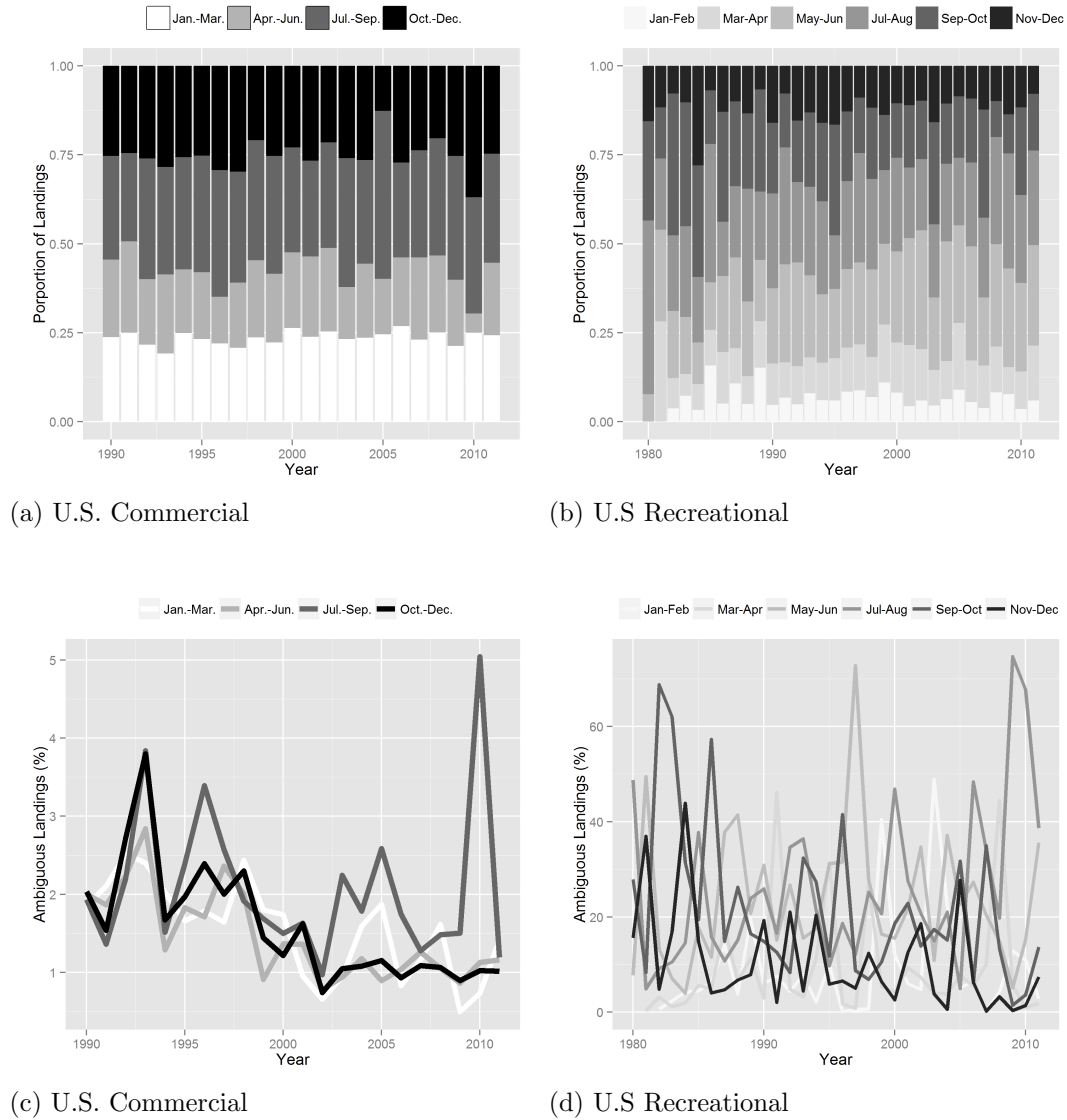 Jan.-Mar. Apr.-Jun. Jul.-Sep. Oct.-Dec.
1.00
0.75
0.50
0.25
0.00
Porportion of Landings
1990 1995 2000 2005 2010
Year
(a) U.S. Commercial
Jan-Feb Mar-Apr May-Jun Jul-Aug Sep-Oct Nov-Dec
1.00
0.75
0.50
0.25
0.00
Porportion of Landings
1980 1990 2000 2010
Year
(b) U.S Recreational
Jan.-Mar. Apr.-Jun. Jul.-Sep. Oct.-Dec.
5
4
3
2
1
Ambiguous Landings (%)
1990 1995 2000 2005 2010
Year
(c) U.S. Commercial
Jan-Feb Mar-Apr May-Jun Jul-Aug Sep-Oct Nov-Dec
60
40
20
0
Ambiguous Landings (%)
1980 1990 2000 2010
Year
(d) U.S Recreational